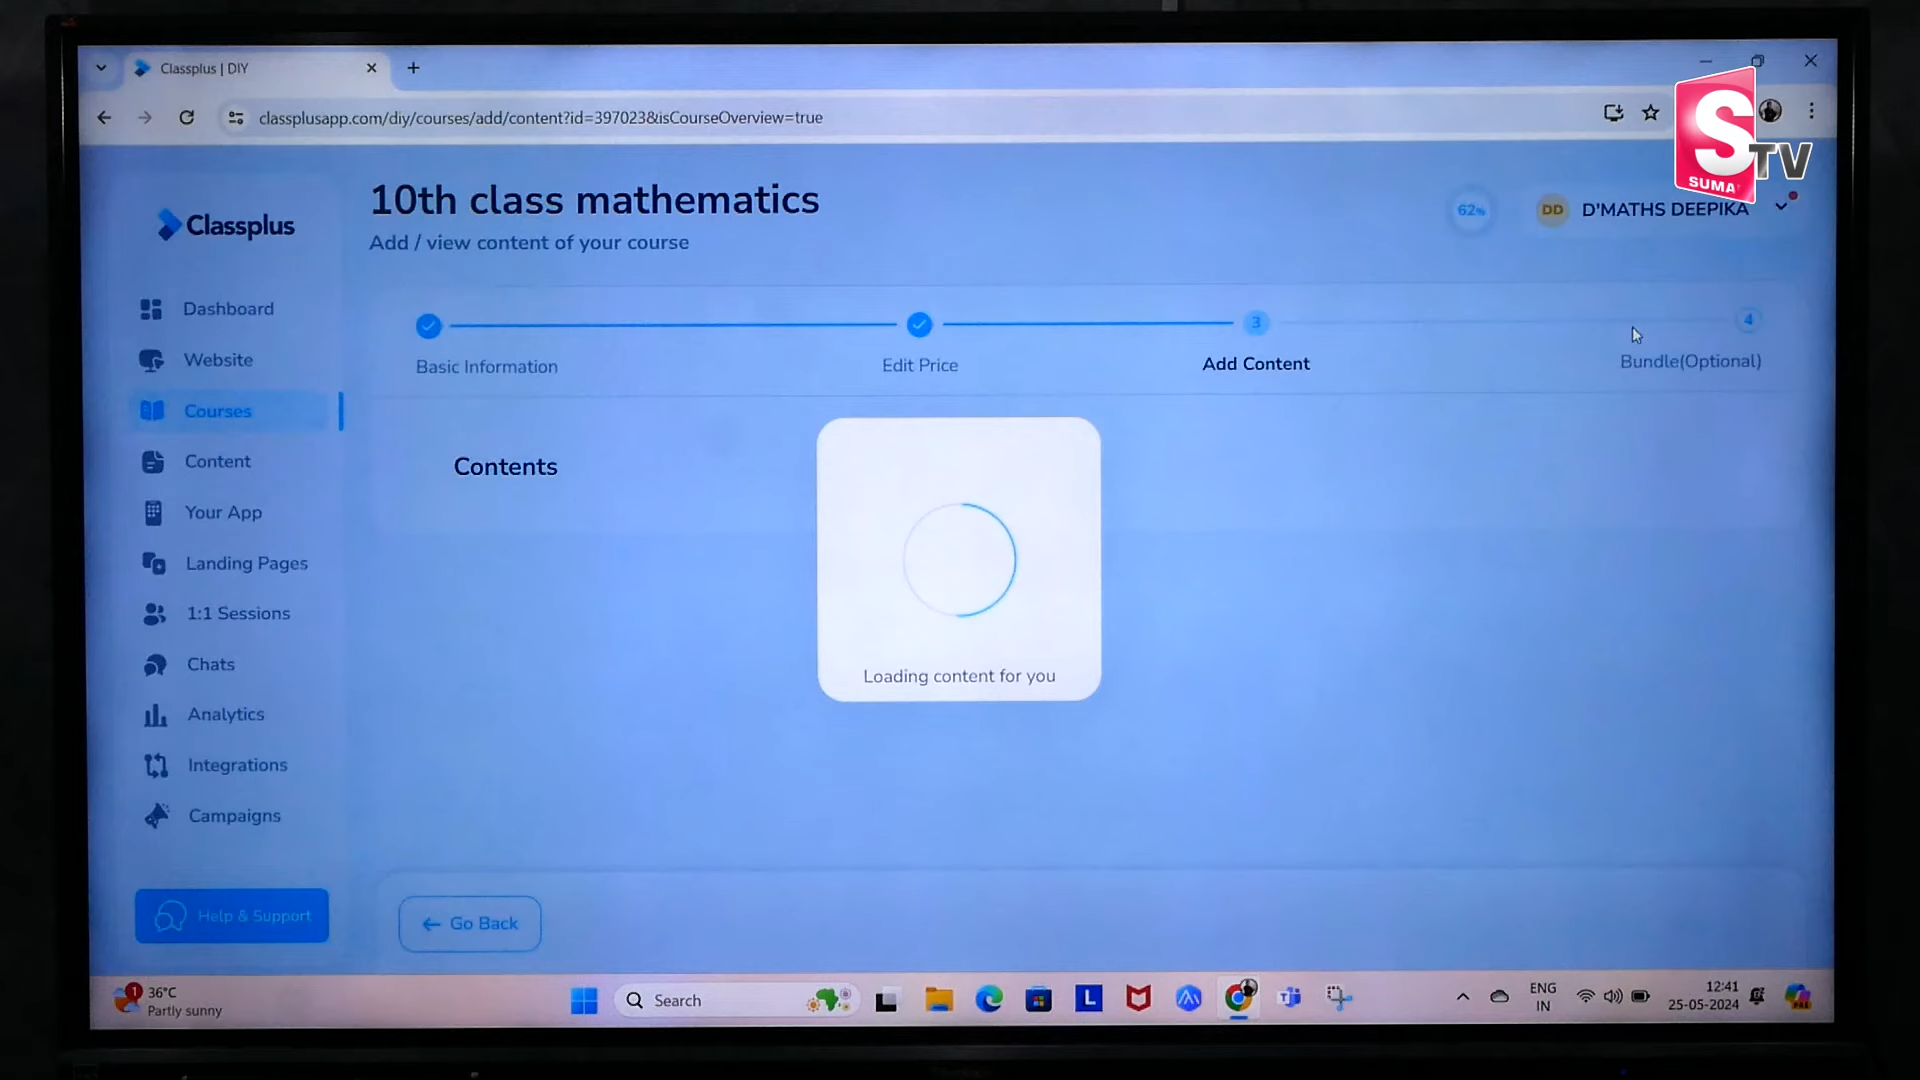 Classplus | DIY
classplusapp.com/diy/courses/add/content?id=397023&isCourseOverview=true
S
TV
SUMAN
Classplus
10th class mathematics
Add / view content of your course
62%
DD
D'MATHS DEEPIKA
Dashboard
Website
Courses
Content
Your App
Landing Pages
1:1 Sessions
Chats
Analytics
Integrations
Campaigns
Help & Support
3
4
Basic Information
Edit Price
Add Content
Bundle(Optional)
Contents
Loading content for you
Go Back
1
36°C
Partly sunny
Search
L
ENG
IN
12:41
25-05-2024